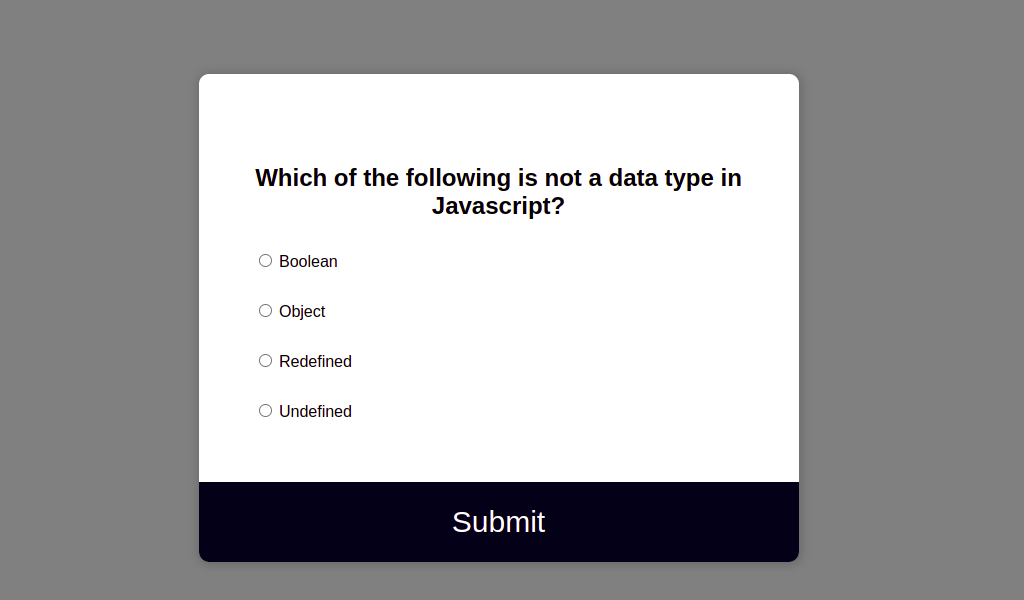 Which of the following is not a data type in
Javascript?
Boolean
Object
Redefined
Undefined
Submit